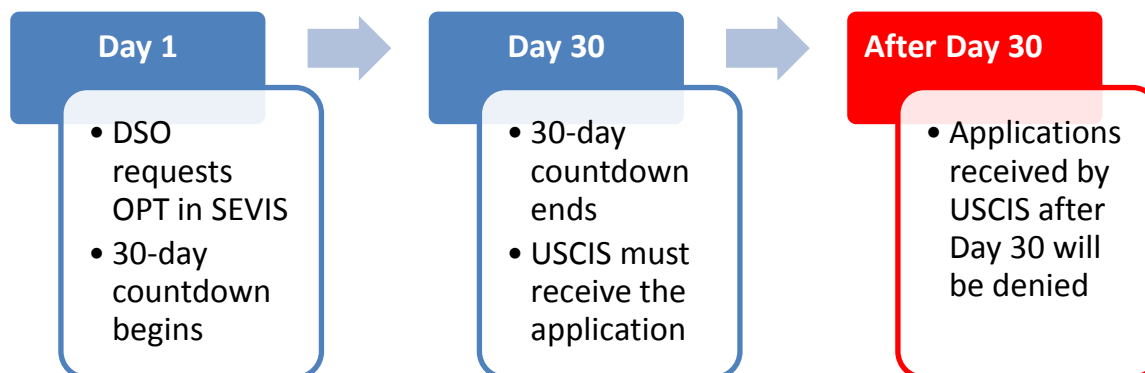 Day 1
• DSO
requests
OPT in SEVIS
• 30-day
countdown
begins
Day 30
• 30-day
countdown
ends
• USCIS must
receive the
application
After Day 30
• Applications
received by
USCIS after
Day 30 will
be denied